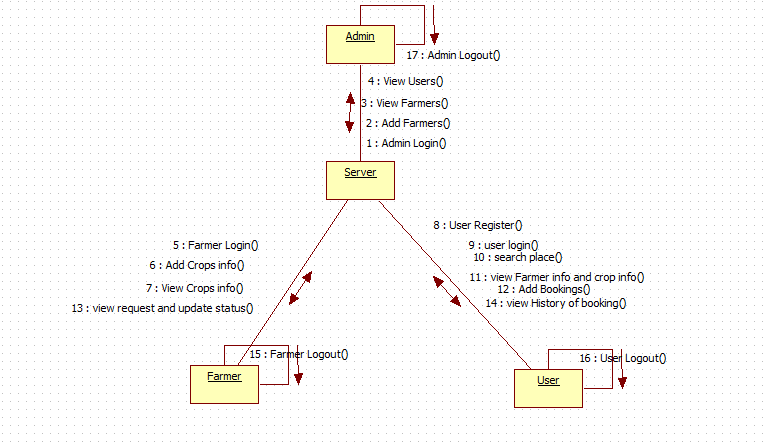 Admin
17 : Admin Logout()
4 : View Users()
3 : View Farmers()
2 : Add Farmers()
1 : Admin Login()
Server
8 : User Register()
5 : Farmer Login()
9 : user login()
10 : search place()
6 : Add Crops info()
11 : view Farmer info and crop info()
7 : View Crops info()
12 : Add Bookings()
13 : view request and update status()
14 : view History of booking()
15 : Farmer Logout()
16 : User Logout()
Farmer
User